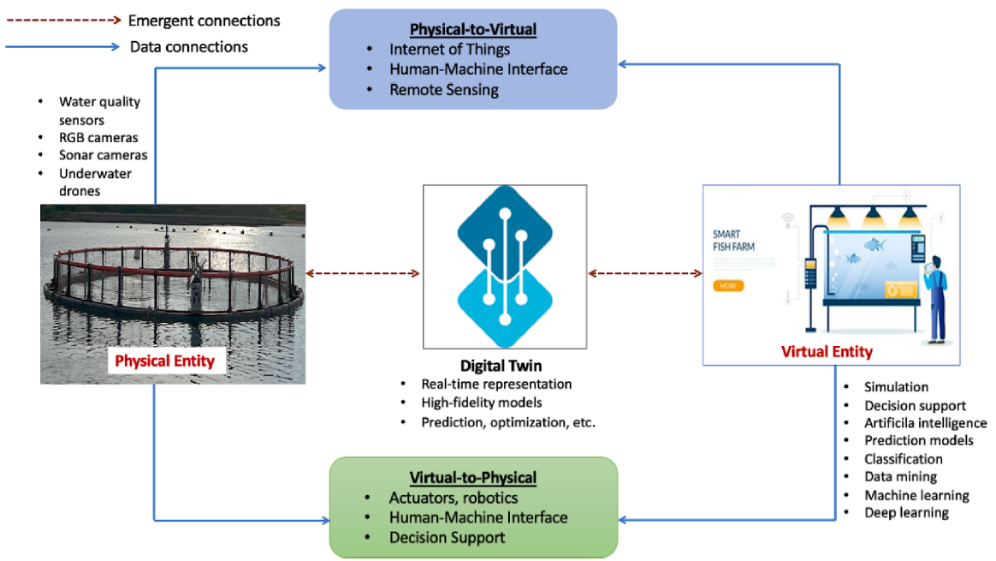 Emergent connections
Data connections
Physical-to-Virtual
• Internet of Things
• Human-Machine Interface
• Remote Sensing
• Water quality
sensors
• RGB cameras
• Sonar cameras
• Underwater
drones
Physical Entity
Digital Twin
• Real-time representation
• High-fidelity models
• Prediction, optimization, etc.
SMART
FISH FARM
MORE
Virtual Entity
• Simulation
• Decision support
• Artificila intelligence
• Prediction models
• Classification
• Data mining
• Machine learning
• Deep learning
Virtual-to-Physical
• Actuators, robotics
• Human-Machine Interface
• Decision Support